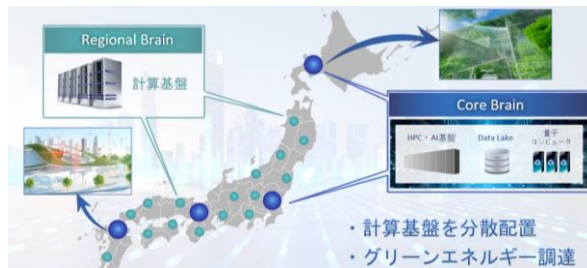 Regional Brain
計算基盤
Core Brain
HPC・AI基盤
Data Lake
量子
コンピュータ
・計算基盤を分散配置
・グリーンエネルギー調達